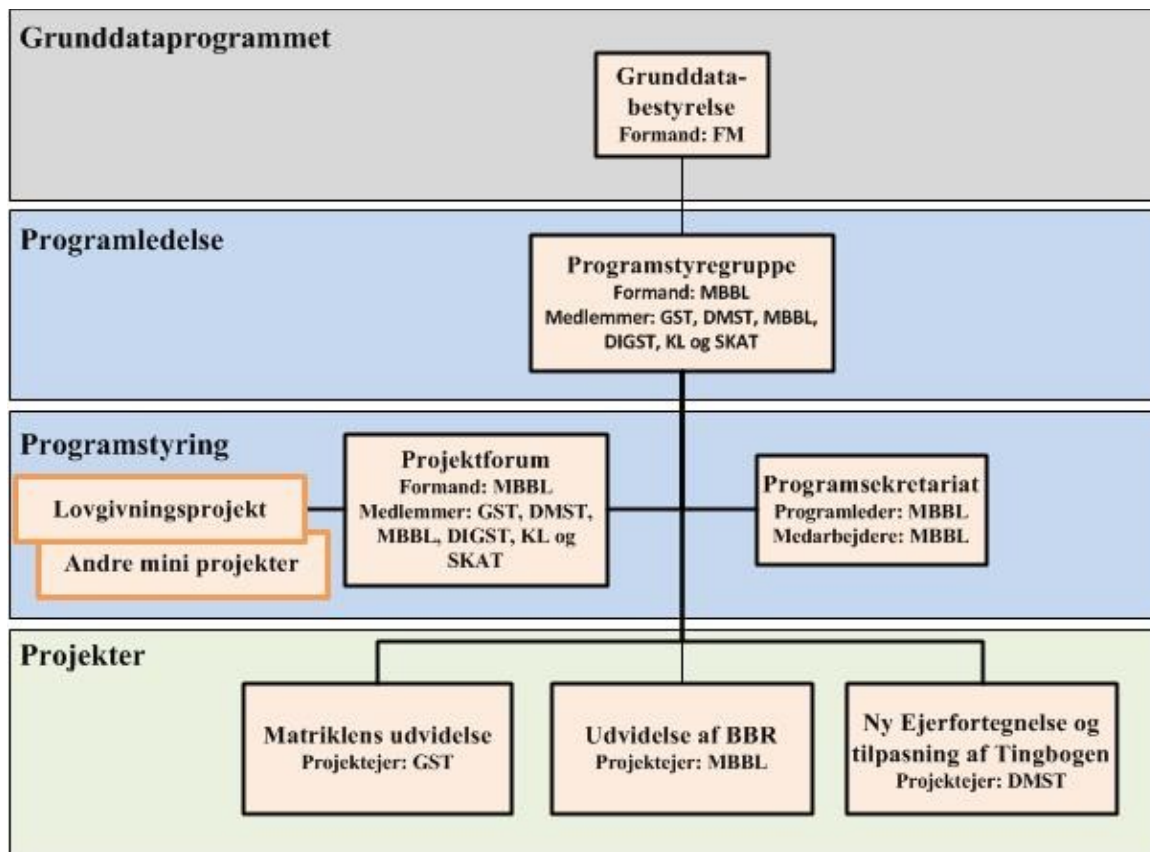 Grunddataprogrammet
Grunddata-
bestyrelse
Formand: FM
Programledelse
Programstyregruppe
Formand: MBBL
Medlemmer: GST, DMST, MBBL,
DIGST, KL og SKAT
Programstyring
Lovgivningsprojekt
Andre mini projekter
Projektforum
Formand: MBBL
Medlemmer: GST, DMST,
MBBL, DIGST, KL og
SKAT
Programsekretariat
Programleder: MBBL
Medarbejdere: MBBL
Projekter
Matriklens udvidelse
Projektejer: GST
Udvidelse af BBR
Projektejer: MBBL
Ny Ejerfortegnelse og
tilpasning af Tingbogen
Projektejer: DMST